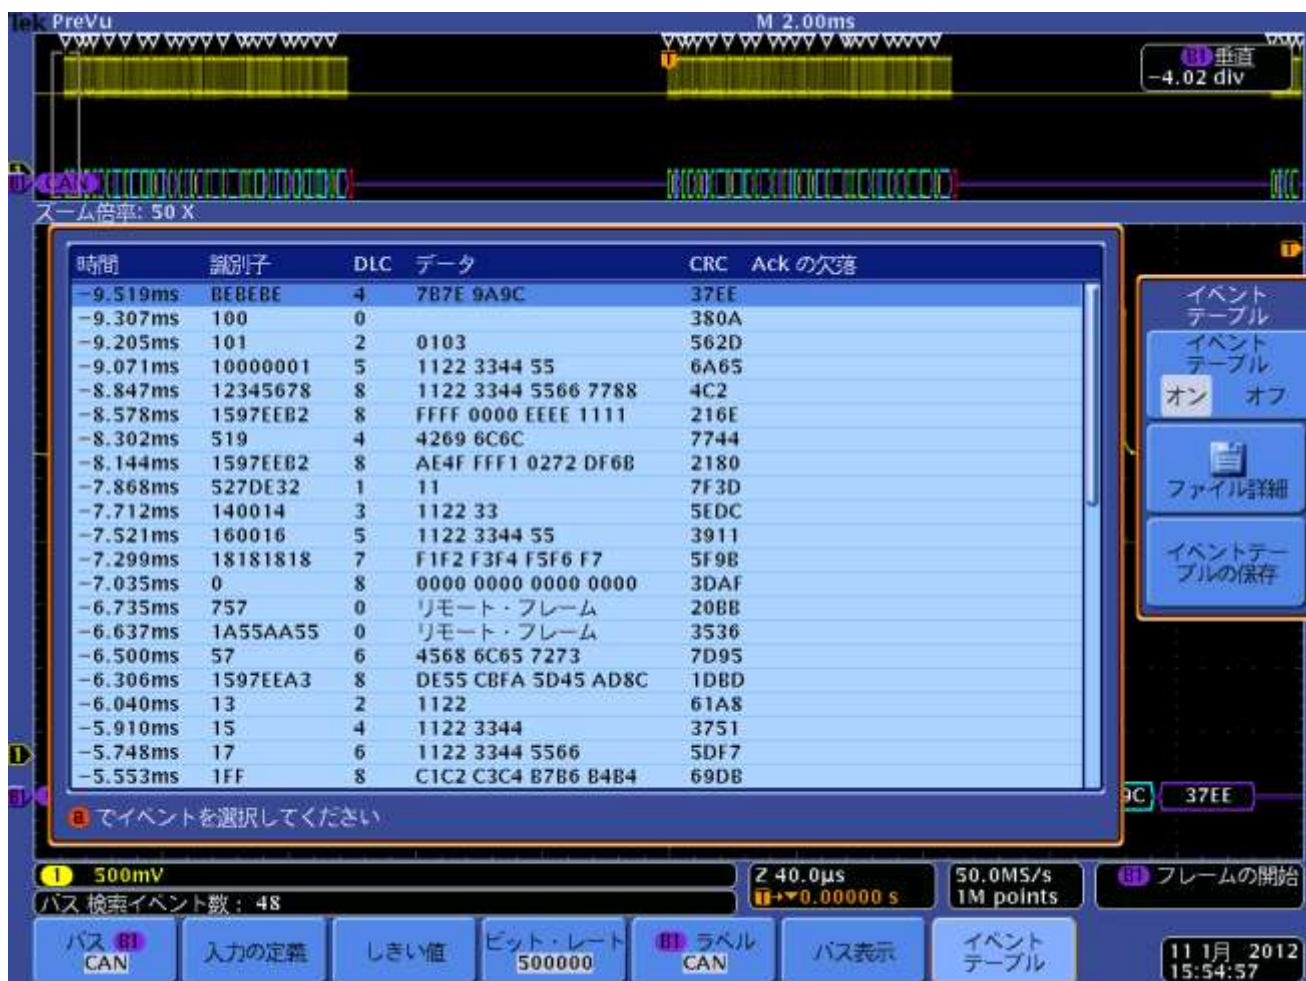 Tek PreVu M 2.00ms
B1 垂直
-4.02 div
CAN
ズーム倍率: 50 X
時間 識別子 DLC データ CRC Ack の欠落
-9.519ms BEBEBE 4 7B7E 9A9C 37EE
-9.307ms 100 0 380A
-9.205ms 101 2 0103 562D
-9.071ms 10000001 5 1122 3344 55 6A65
-8.847ms 12345678 8 1122 3344 5566 7788 4C2
-8.578ms 1597EEB2 8 FFFF 0000 EEEE 1111 216E
-8.302ms 519 4 4269 6C6C 7744
-8.144ms 1597EEB2 8 AE4F FFF1 0272 DF6B 2180
-7.868ms 527DE32 1 11 7F3D
-7.712ms 140014 3 1122 33 5EDC
-7.521ms 160016 5 1122 3344 55 3911
-7.299ms 18181818 7 F1F2 F3F4 F5F6 F7 5F9B
-7.035ms 0 8 0000 0000 0000 0000 3DAF
-6.735ms 757 0 リモート・フレーム 20BB
-6.637ms 1A55AA55 0 リモート・フレーム 3536
-6.500ms 57 6 4568 6C65 7273 7D95
-6.306ms 1597EEA3 8 DE55 CBFA 5D45 AD8C 1DBD
-6.040ms 13 2 1122 61A8
-5.910ms 15 4 1122 3344 3751
-5.748ms 17 6 1122 3344 5566 5DF7
-5.553ms 1FF 8 C1C2 C3C4 B7B6 B4B4 69DB
B でイベントを選択してください
イベント
テーブル
イベント
テーブル
オン オフ
ファイル詳細
イベントテー
ブルの保存
9C 37EE
1 500mV
Z 40.0µs
T→▼0.00000 s
50.0MS/s
1M points
B1 フレームの開始
バス 検索イベント数 : 48
バス B1
CAN
入力の定義
しきい値
ビット・レート
500000
B1 ラベル
CAN
バス表示
イベント
テーブル
11 1月 2012
15:54:57